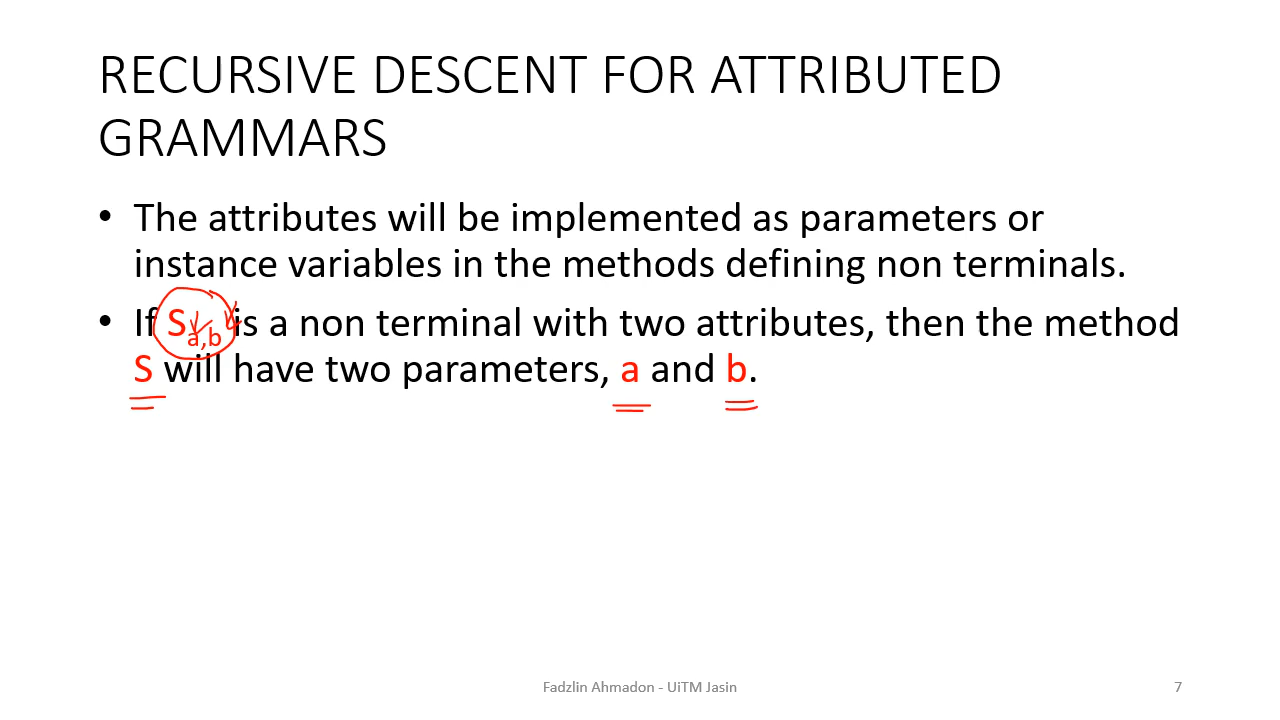 RECURSIVE DESCENT FOR ATTRIBUTED
GRAMMARS
• The attributes will be implemented as parameters or
instance variables in the methods defining non terminals.
• If Sa,b is a non terminal with two attributes, then the method
S will have two parameters, a and b.
Fadzlin Ahmadon - UiTM Jasin
7